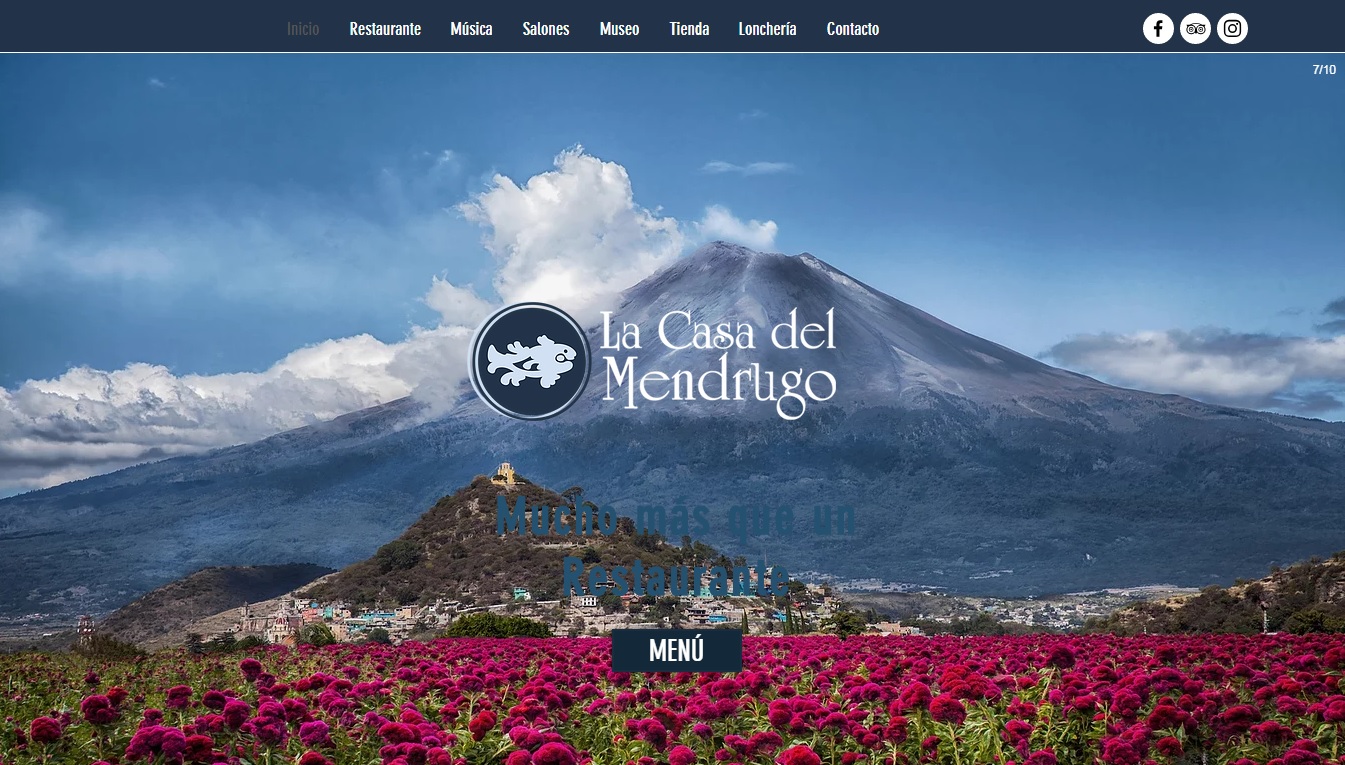 Inicio
Restaurante
Música
Salones
Museo
Tienda
Lonchería
Contacto
7/10
La Casa del
Mendrugo
Mucho más que un
Restaurante
MENÚ